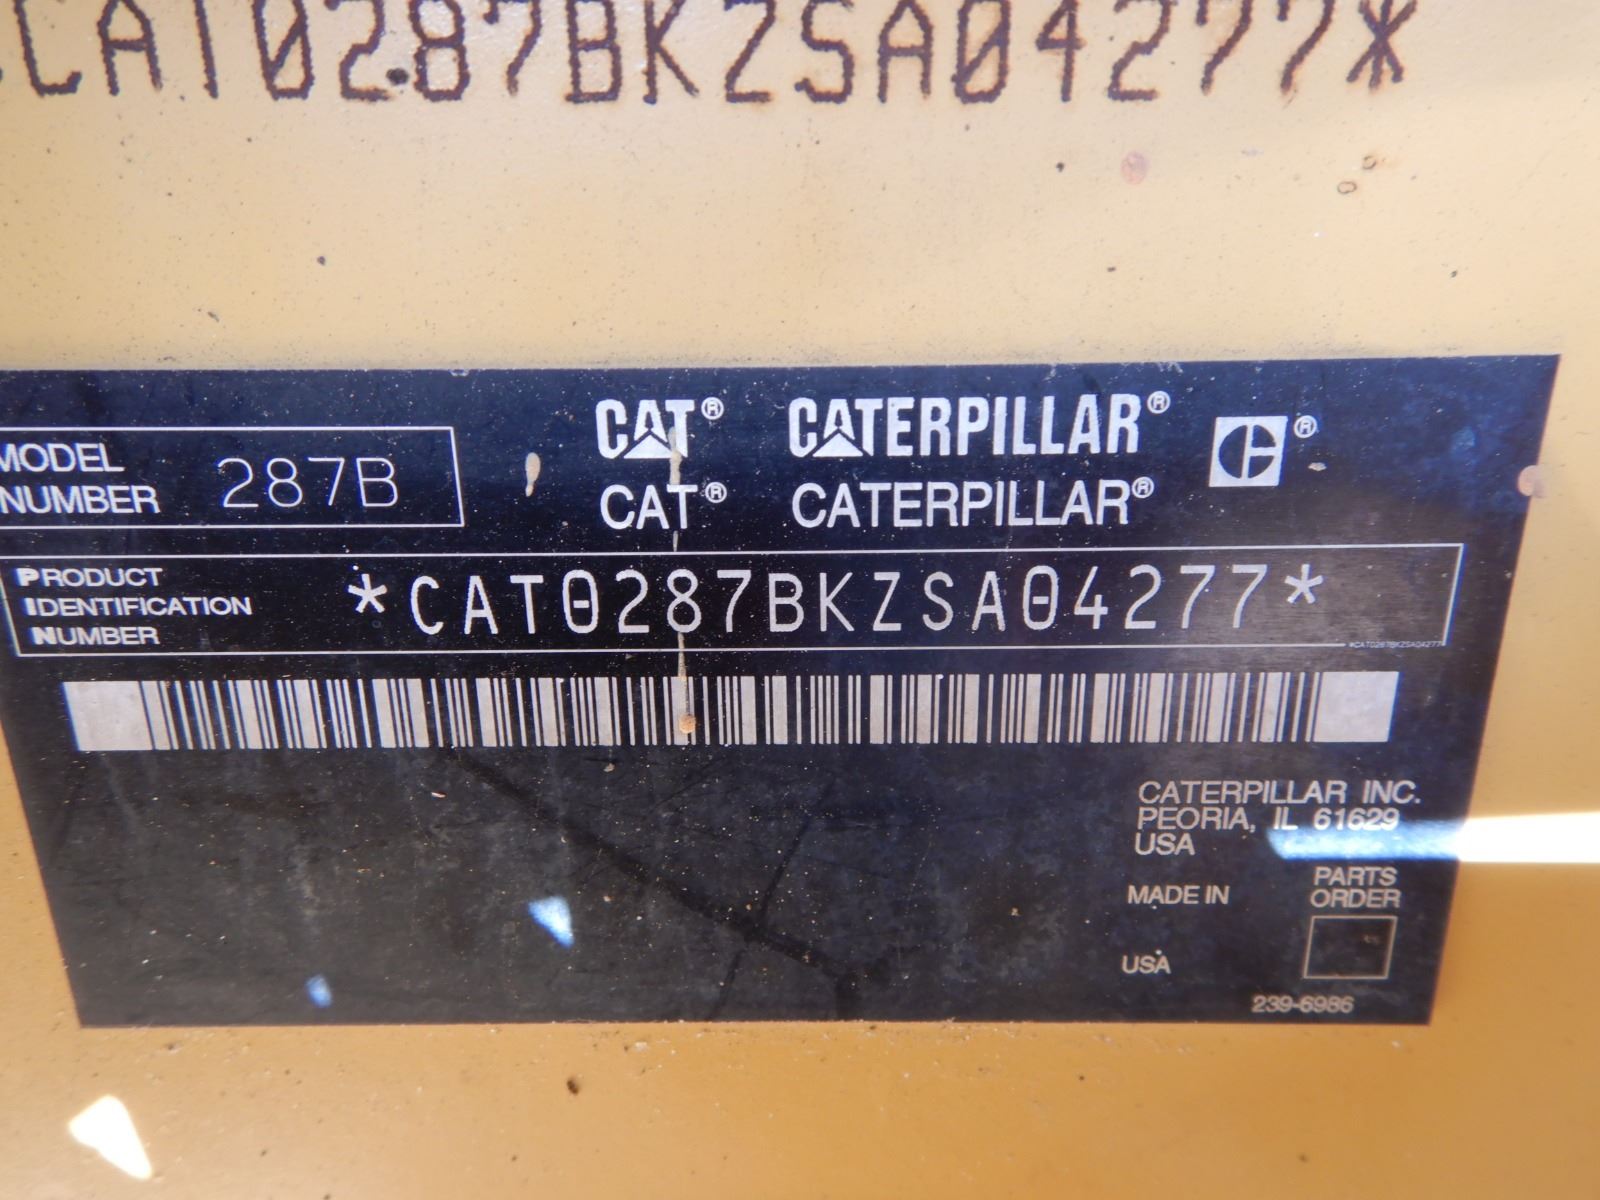 *CAT0287BKZSA04277*
MODEL NUMBER 287B
CAT® CATERPILLAR® C®
CAT® CATERPILLAR®
PRODUCT IDENTIFICATION NUMBER *CAT0287BKZSA04277*
*CAT0287BKZSA04277
CATERPILLAR INC.
PEORIA, IL 61629
USA
MADE IN
USA
PARTS
ORDER
239-6986